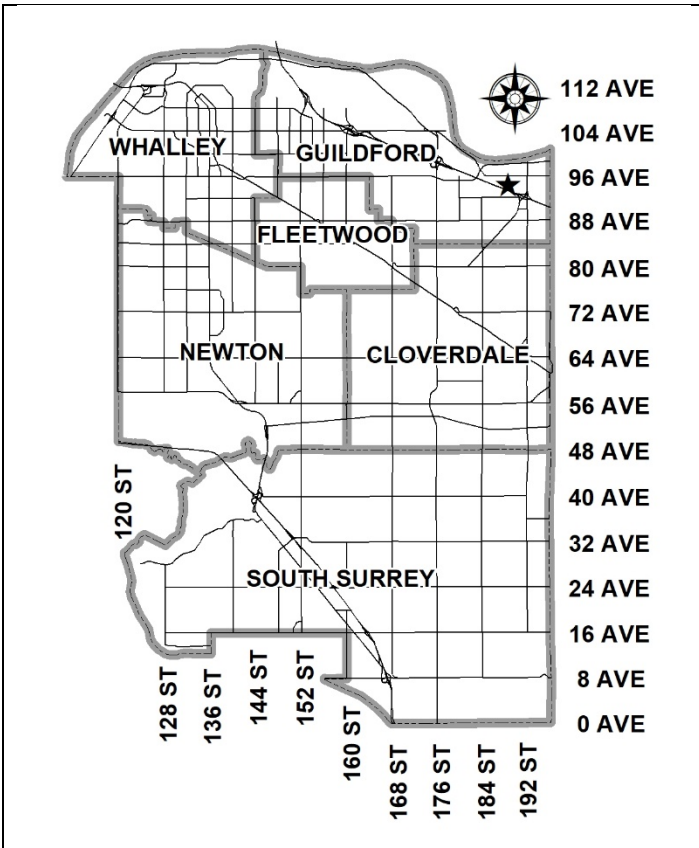 112 AVE
104 AVE
WHALLEY
GUILDFORD
96 AVE
88 AVE
FLEETWOOD
80 AVE
72 AVE
NEWTON
CLOVERDALE
64 AVE
56 AVE
48 AVE
120 ST
40 AVE
32 AVE
SOUTH SURREY
24 AVE
16 AVE
8 AVE
0 AVE
128 ST
136 ST
144 ST
152 ST
160 ST
168 ST
176 ST
184 ST
192 ST